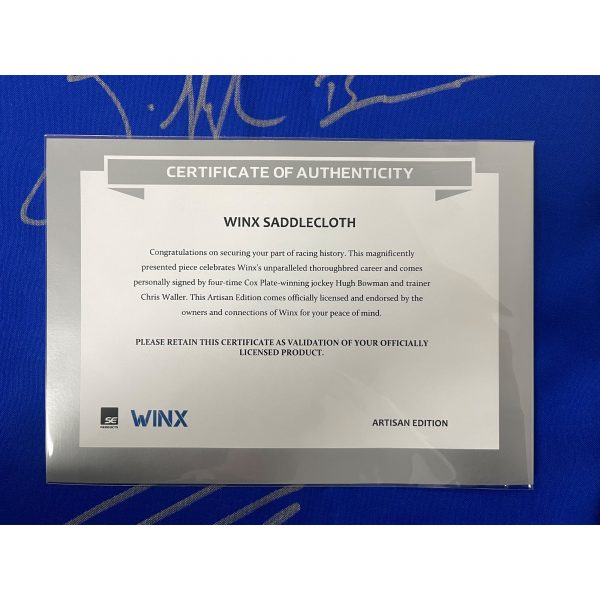 CERTIFICATE OF AUTHENTICITY
WINX SADDLECLOTH
Congratulations on securing your part of racing history. This magnificently
presented piece celebrates Winx's unparalleled thoroughbred career and comes
personally signed by four-time Cox Plate-winning jockey Hugh Bowman and trainer
Chris Waller. This Artisan Edition comes officially licensed and endorsed by the
owners and connections of Winx for your peace of mind.
PLEASE RETAIN THIS CERTIFICATE AS VALIDATION OF YOUR OFFICIALLY
LICENSED PRODUCT.
SE
PRODUCTS
WINX
ARTISAN EDITION